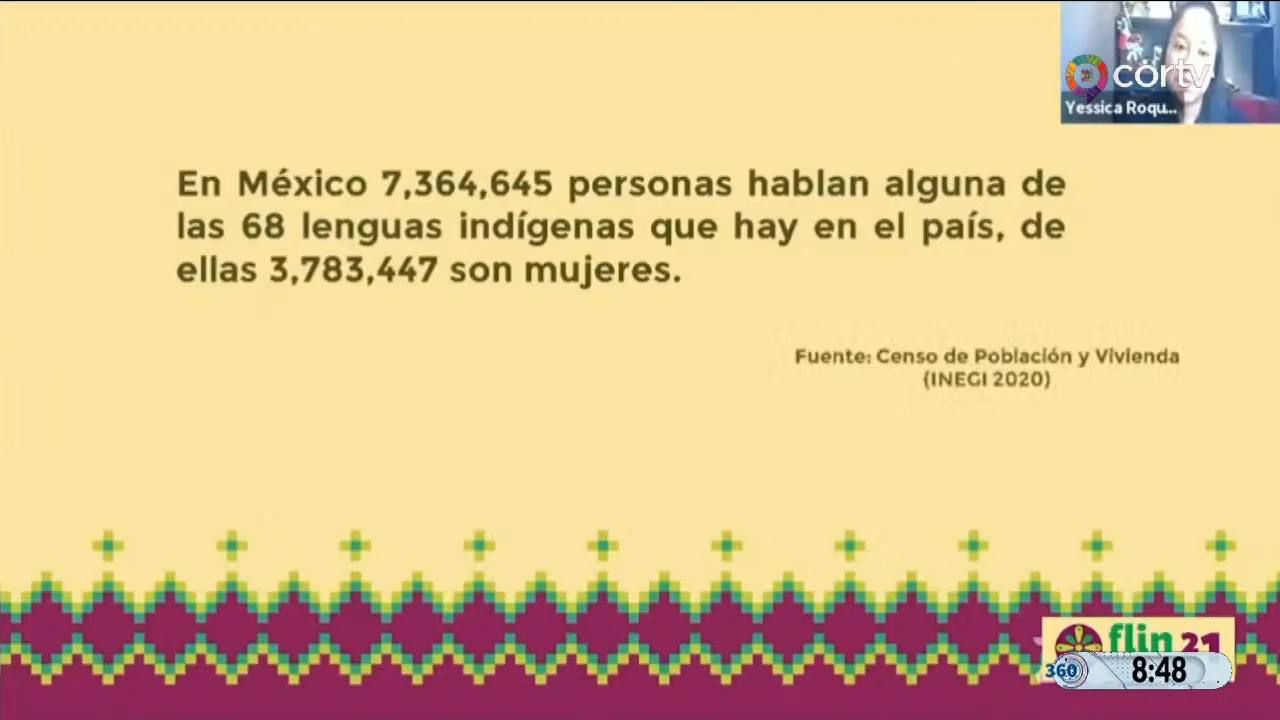 cortv
Yessica Roqu...
En México 7,364,645 personas hablan alguna de
las 68 lenguas indígenas que hay en el país, de
ellas 3,783,447 son mujeres.
Fuente: Censo de Población y Vivienda
(INEGI 2020)
flin 21
360
8:48